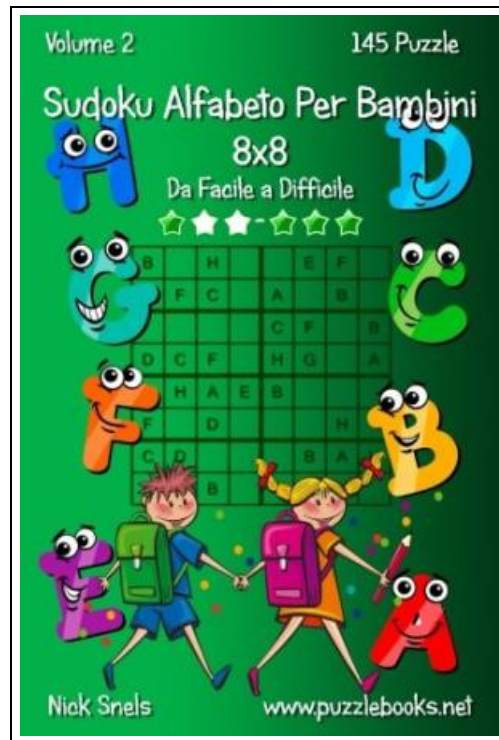 Volume 2 145 Puzzle
Sudoku Alfabeto Per Bambini
8x8
Da Facile a Difficile
H D
G C
B H E F
F C A B
C F B
D C F H G A
H A E B
F D H
C D B A
B
F B
E A
Nick Snels www.puzzlebooks.net